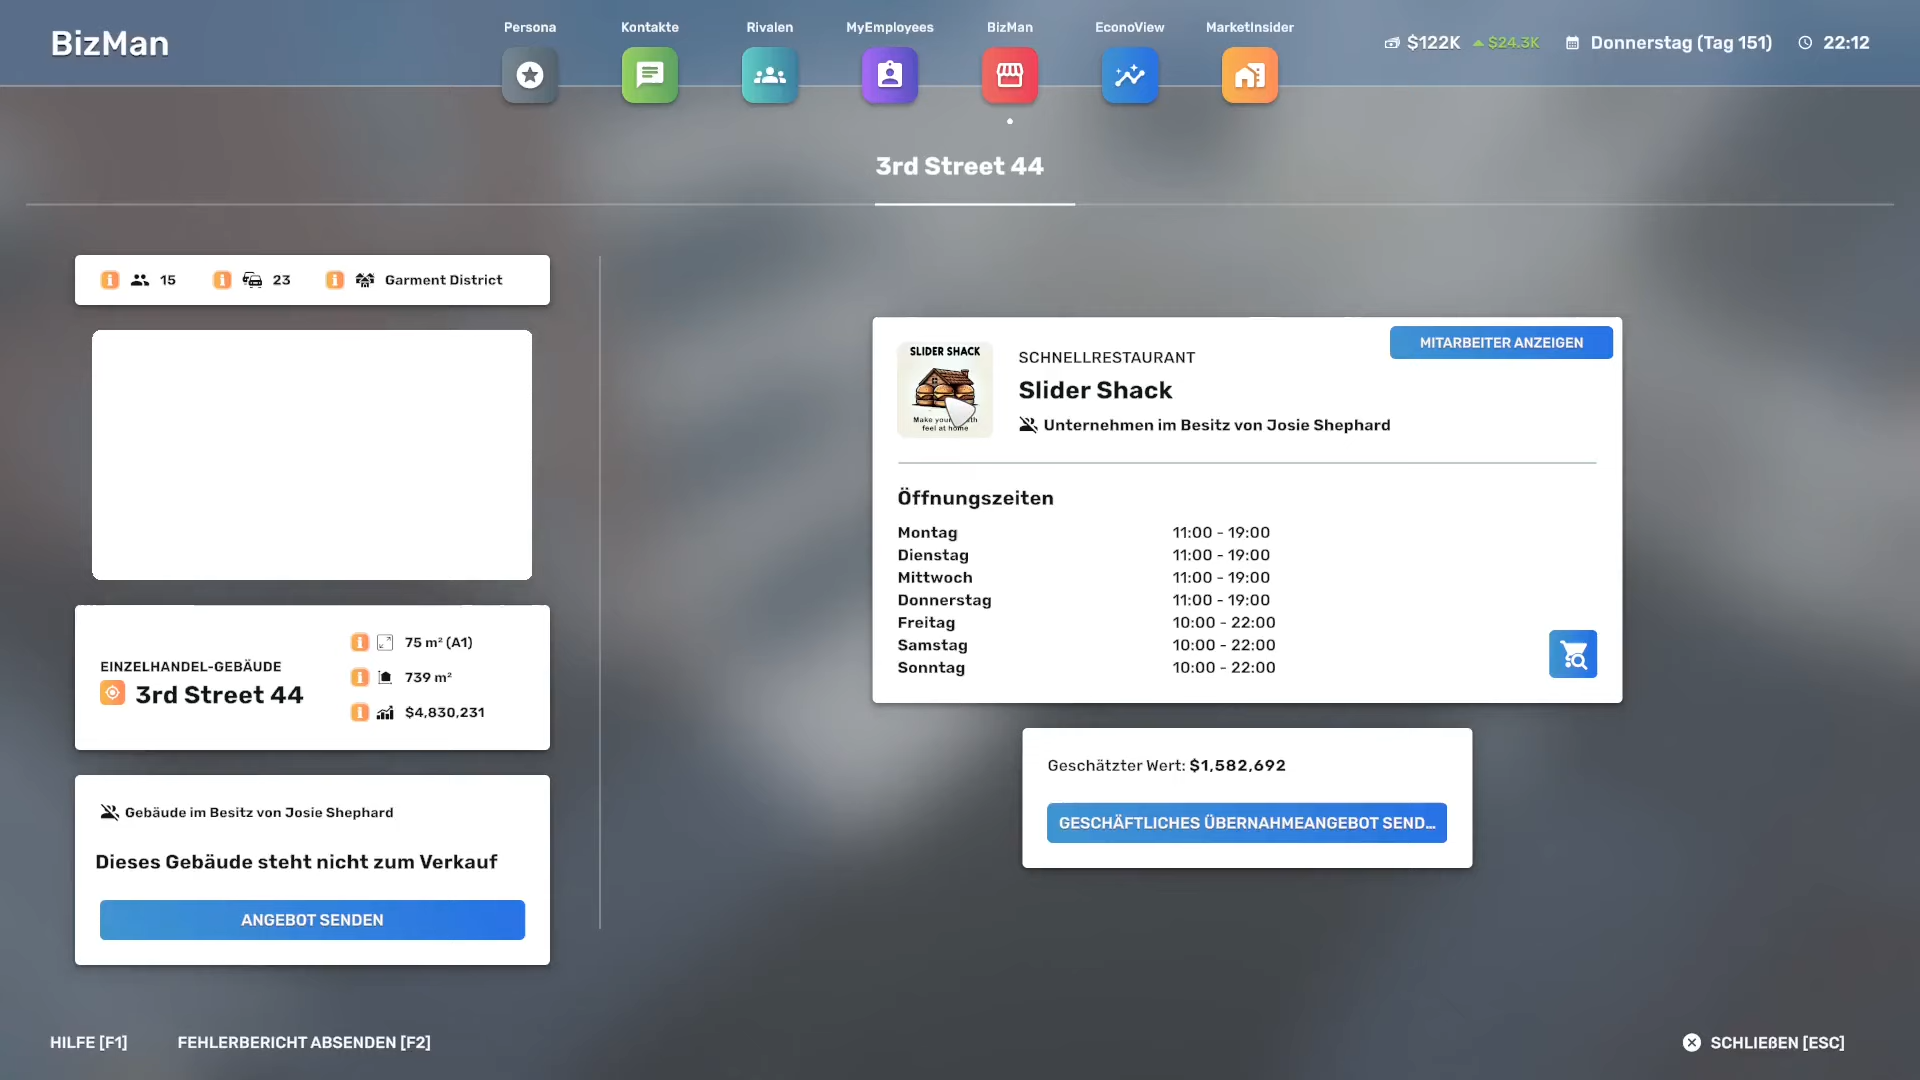 BizMan
Persona
Kontakte
Rivalen
MyEmployees
BizMan
EconoView
MarketInsider
$122K
$24.3K
Donnerstag (Tag 151)
22:12
3rd Street 44
15
23
Garment District
EINZELHANDEL-GEBÄUDE
3rd Street 44
75 m² (A1)
739 m²
$4,830,231
Gebäude im Besitz von Josie Shephard
Dieses Gebäude steht nicht zum Verkauf
ANGEBOT SENDEN
SLIDER SHACK
Make your
feel at home
SCHNELLRESTAURANT
Slider Shack
Unternehmen im Besitz von Josie Shephard
MITARBEITER ANZEIGEN
Öffnungszeiten
Montag 11:00 - 19:00
Dienstag 11:00 - 19:00
Mittwoch 11:00 - 19:00
Donnerstag 11:00 - 19:00
Freitag 10:00 - 22:00
Samstag 10:00 - 22:00
Sonntag 10:00 - 22:00
Geschätzter Wert: $1,582,692
GESCHÄFTLICHES ÜBERNAHMEANGEBOT SEND...
HILFE [F1]
FEHLERBERICHT ABSENDEN [F2]
SCHLIEßEN [ESC]